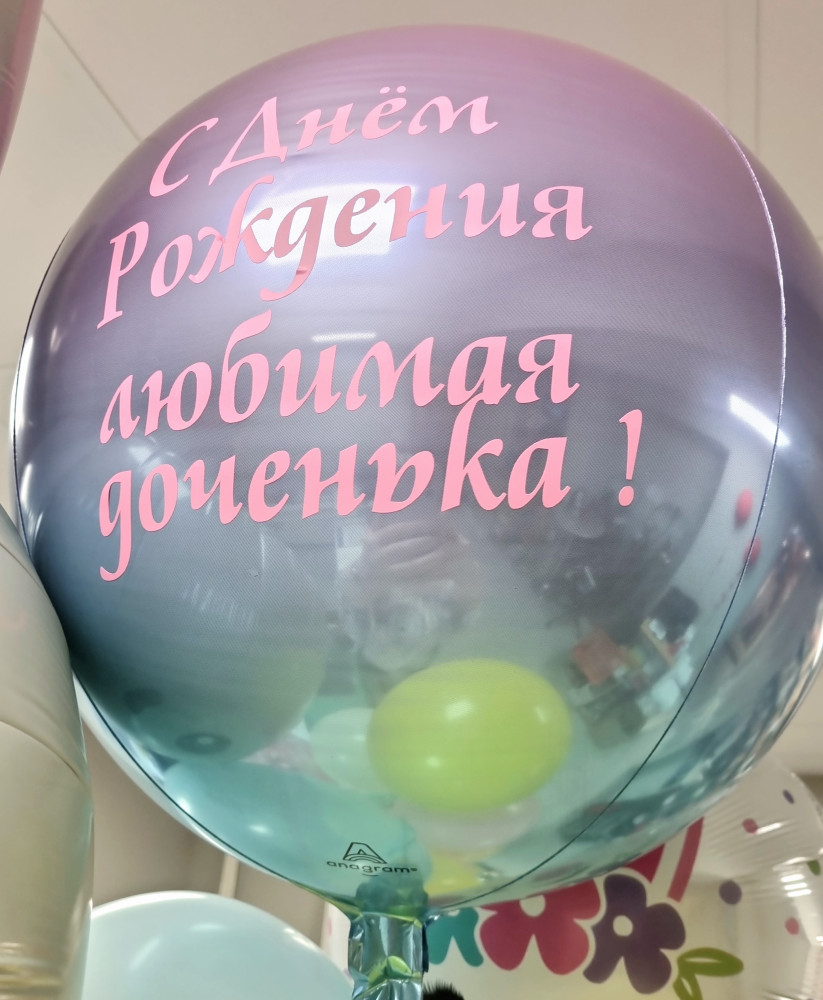 С Днём
Рождения
любимая
доченька !
anagram®